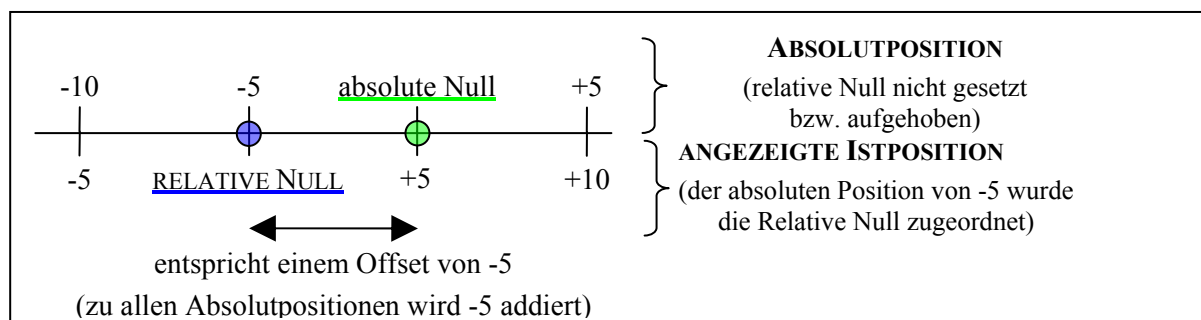 -10 -5 absolute Null +5
-5 RELATIVE NULL +5 +10
entspricht einem Offset von -5
(zu allen Absolutpositionen wird -5 addiert)
ABSOLUTPOSITION
(relative Null nicht gesetzt
bzw. aufgehoben)
ANGEZEIGTE ISTPOSITION
(der absoluten Position von -5 wurde
die Relative Null zugeordnet)